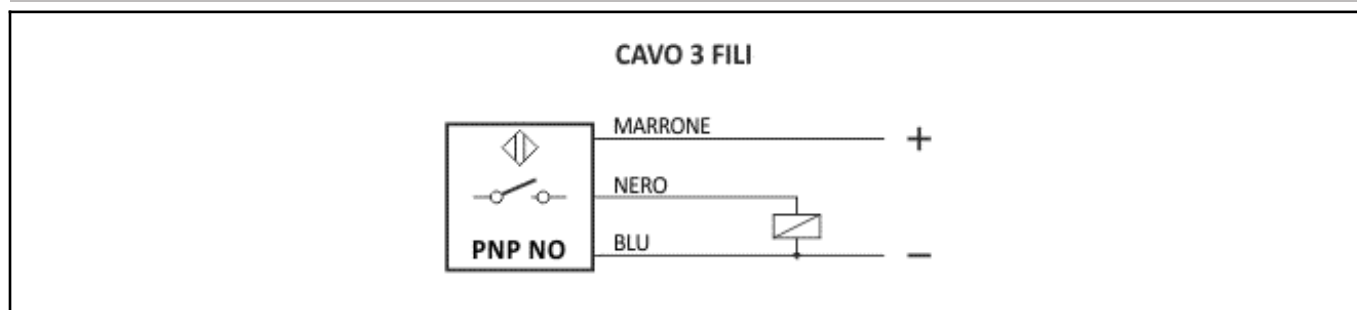 CAVO 3 FILI
MARRONE
+
NERO
PNP NO
BLU
−